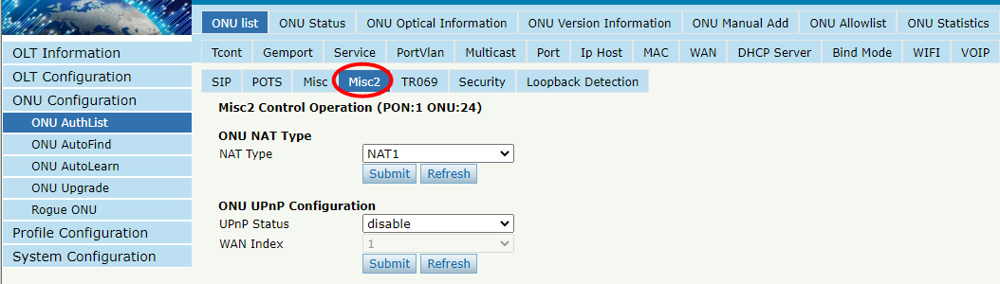 ONU list ONU Status ONU Optical Information ONU Version Information ONU Manual Add ONU Allowlist ONU Statistics
Tcont Gemport Service PortVlan Multicast Port Ip Host MAC WAN DHCP Server Bind Mode WIFI VOIP
SIP POTS Misc Misc2 TR069 Security Loopback Detection
OLT Information
OLT Configuration
ONU Configuration
ONU AuthList
ONU AutoFind
ONU AutoLearn
ONU Upgrade
Rogue ONU
Profile Configuration
System Configuration
Misc2 Control Operation (PON:1 ONU:24)
ONU NAT Type
NAT Type NAT1
Submit Refresh
ONU UPnP Configuration
UPnP Status disable
WAN Index 1
Submit Refresh